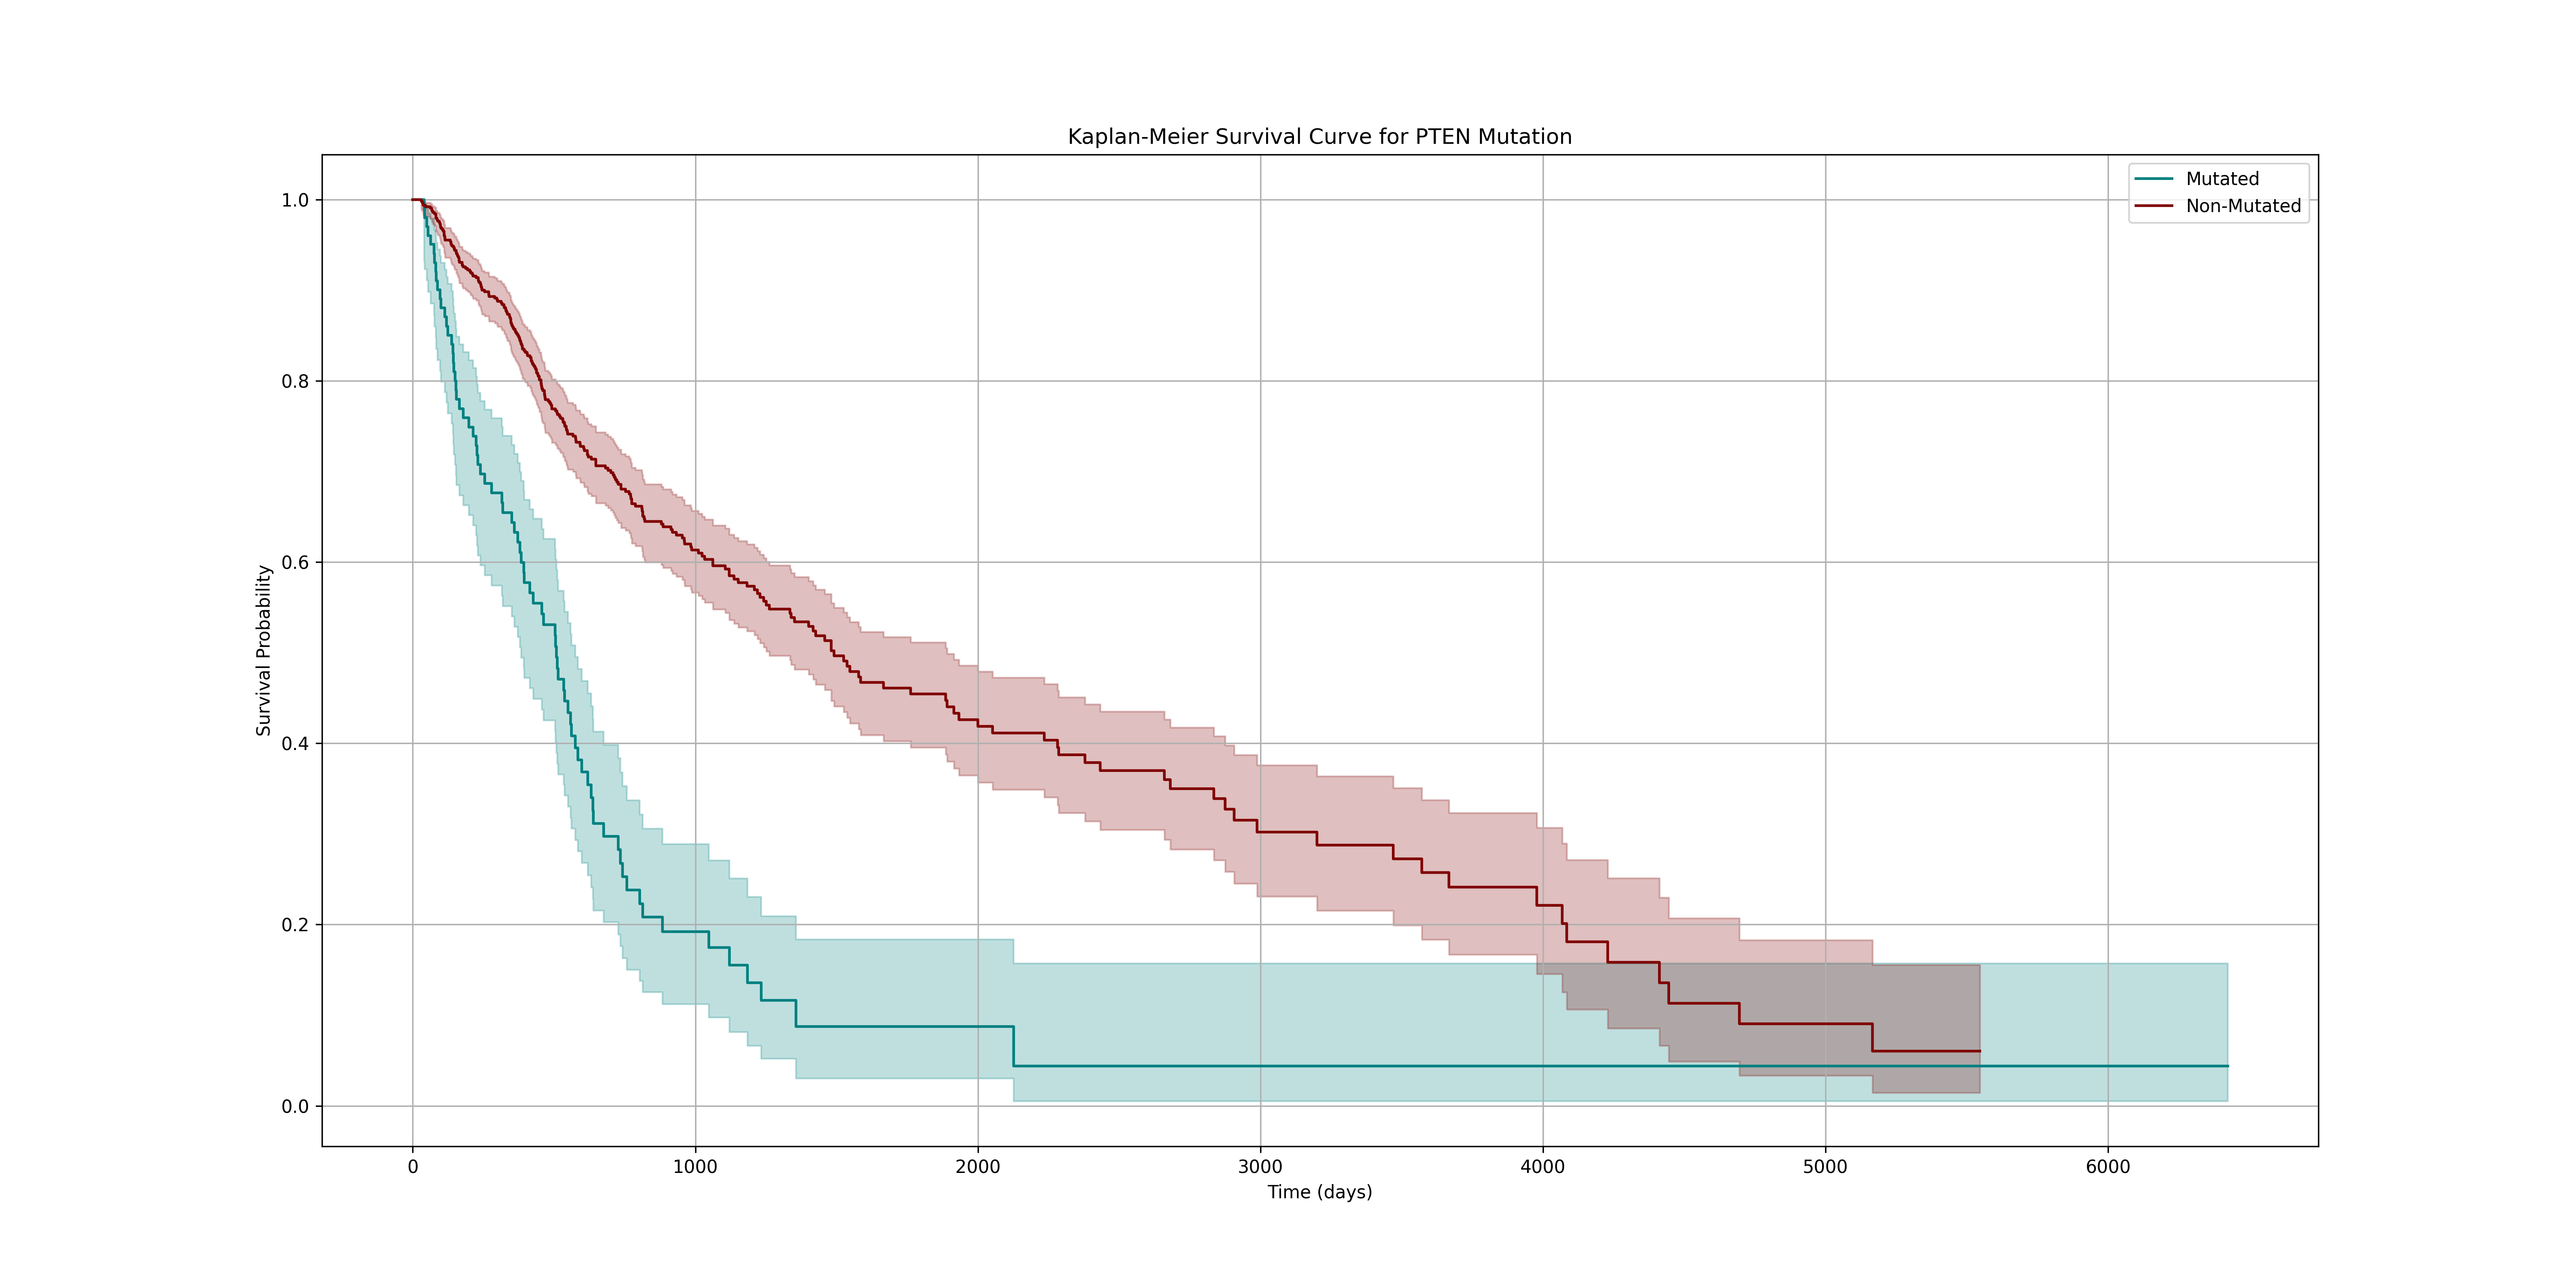 Kaplan-Meier Survival Curve for PTEN Mutation
Mutated
Non-Mutated
Survival Probability
1.0
0.8
0.6
0.4
0.2
0.0
0 1000 2000 3000 4000 5000 6000
Time (days)